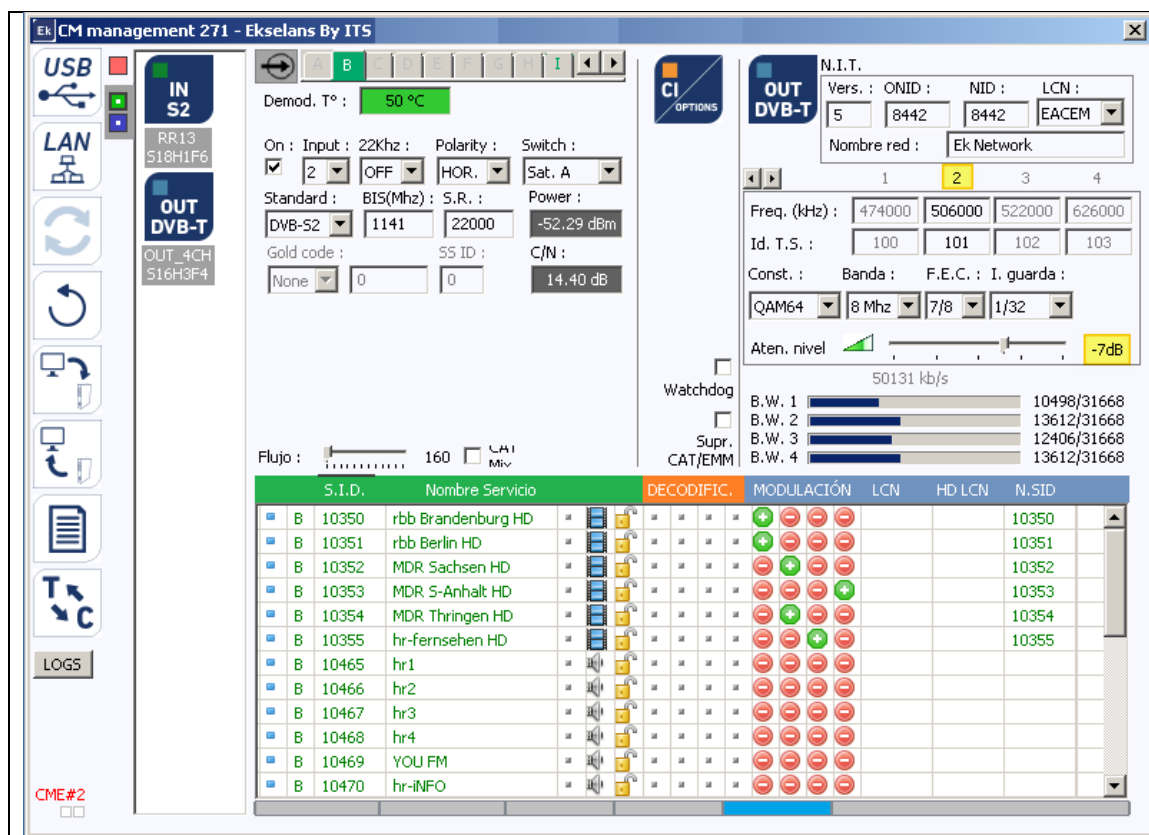 Ek CM management 271 - Ekselans By ITS
USB
LAN
LOGS
CME#2
IN
S2
RR13
S18H1F6
OUT
DVB-T
OUT_4CH
S16H3F4
A B C D E F G H I
Demod. Tº : 50 ºC
On : Input : 22Khz : Polarity : Switch :
2 OFF HOR. Sat. A
Standard : BIS(Mhz) : S.R. : Power :
DVB-S2 1141 22000 -52.29 dBm
Gold code : SS ID : C/N :
None 0 0 14.40 dB
Flujo : 160 CAT
Mix
CI
OPTIONS
Watchdog
Supr.
CAT/EMM
OUT
DVB-T
N.I.T.
Vers. : ONID : NID : LCN :
5 8442 8442 EACEM
Nombre red : Ek Network
1 2 3 4
Freq. (kHz) : 474000 506000 522000 626000
Id. T.S. : 100 101 102 103
Const. : Banda : F.E.C. : I. guarda :
QAM64 8 Mhz 7/8 1/32
Aten. nivel -7dB
50131 kb/s
B.W. 1 10498/31668
B.W. 2 13612/31668
B.W. 3 12406/31668
B.W. 4 13612/31668
S.I.D. Nombre Servicio DECODIFIC. MODULACIÓN LCN HD LCN N.SID
B 10350 rbb Brandenburg HD 10350
B 10351 rbb Berlin HD 10351
B 10352 MDR Sachsen HD 10352
B 10353 MDR S-Anhalt HD 10353
B 10354 MDR Thringen HD 10354
B 10355 hr-fernsehen HD 10355
B 10465 hr1
B 10466 hr2
B 10467 hr3
B 10468 hr4
B 10469 YOU FM
B 10470 hr-iNFO
T C